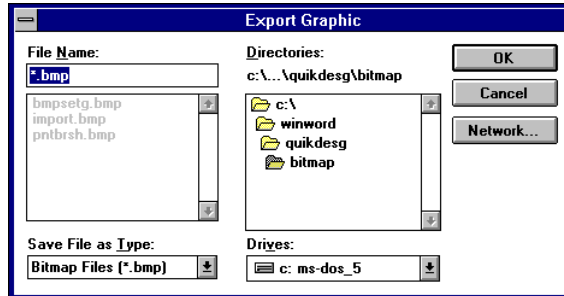 Export Graphic
File Name:
*.bmp
bmpsetg.bmp
import.bmp
pntbrsh.bmp
Save File as Type:
Bitmap Files (*.bmp)
Directories:
c:\...\quikdesg\bitmap
c:\
winword
quikdesg
bitmap
Drives:
c: ms-dos_5
OK
Cancel
Network...